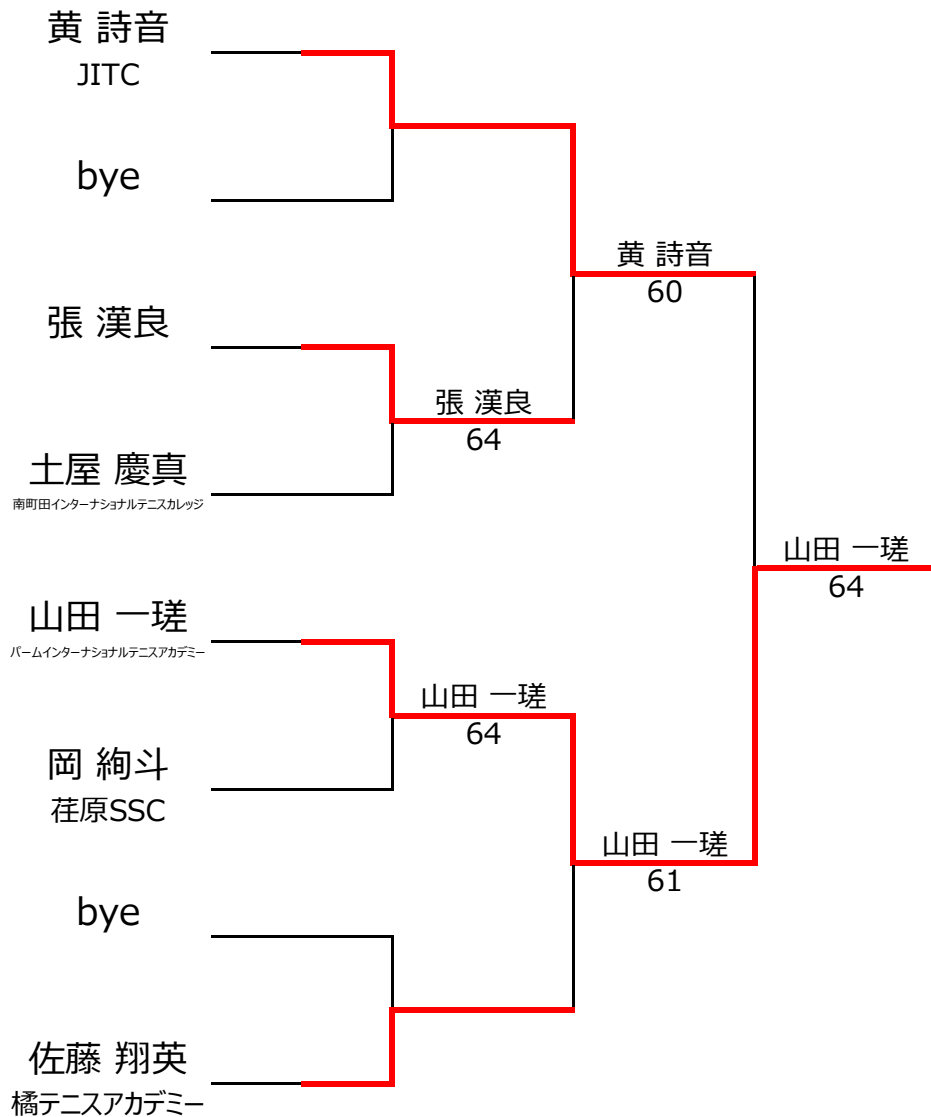 黄 詩音
JITC
bye
黄 詩音
60
張 漢良
張 漢良
64
土屋 慶真
南町田インターナショナルテニスカレッジ
山田 一瑳
64
山田 一瑳
パームインターナショナルテニスアカデミー
山田 一瑳
64
岡 絢斗
荏原SSC
山田 一瑳
61
bye
佐藤 翔英
橘テニスアカデミー